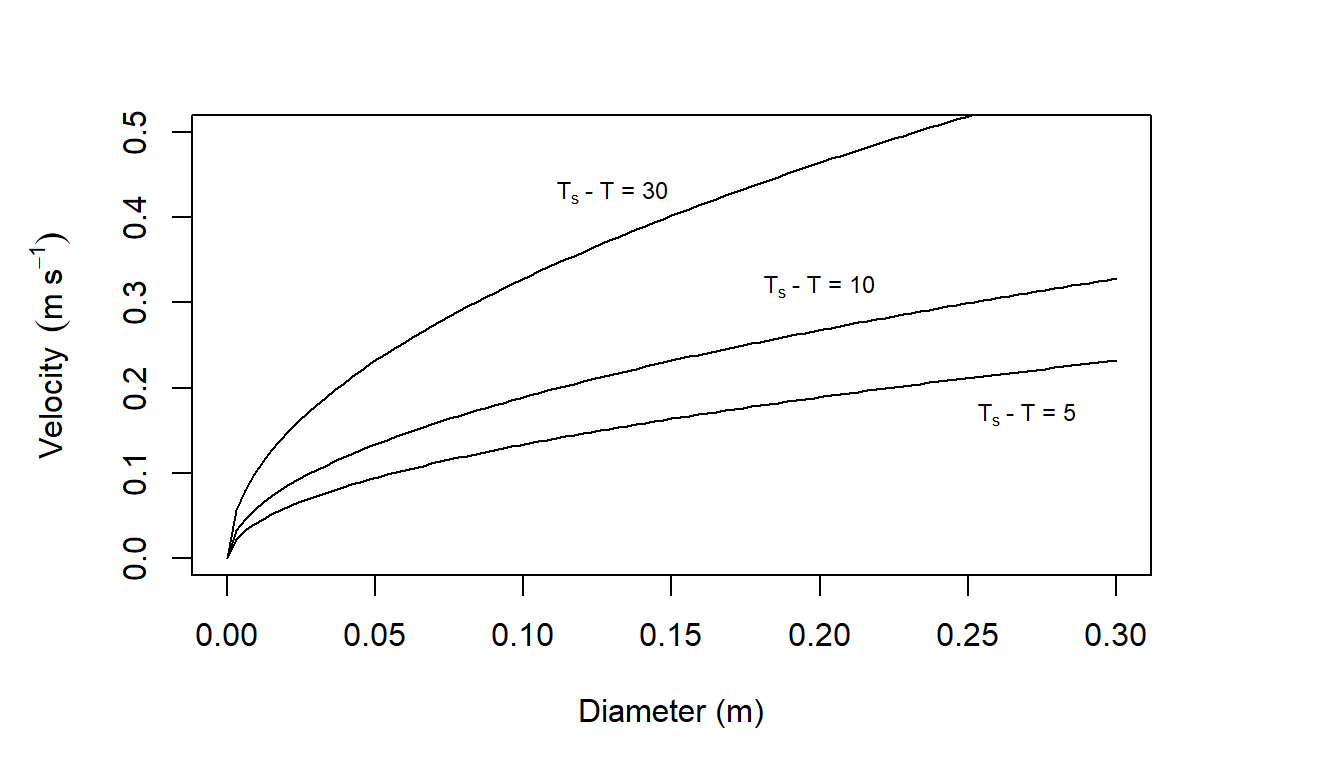 Velocity (m s⁻¹)
0.5
0.4
0.3
0.2
0.1
0.0
Tₛ - T = 30
Tₛ - T = 10
Tₛ - T = 5
0.00 0.05 0.10 0.15 0.20 0.25 0.30
Diameter (m)